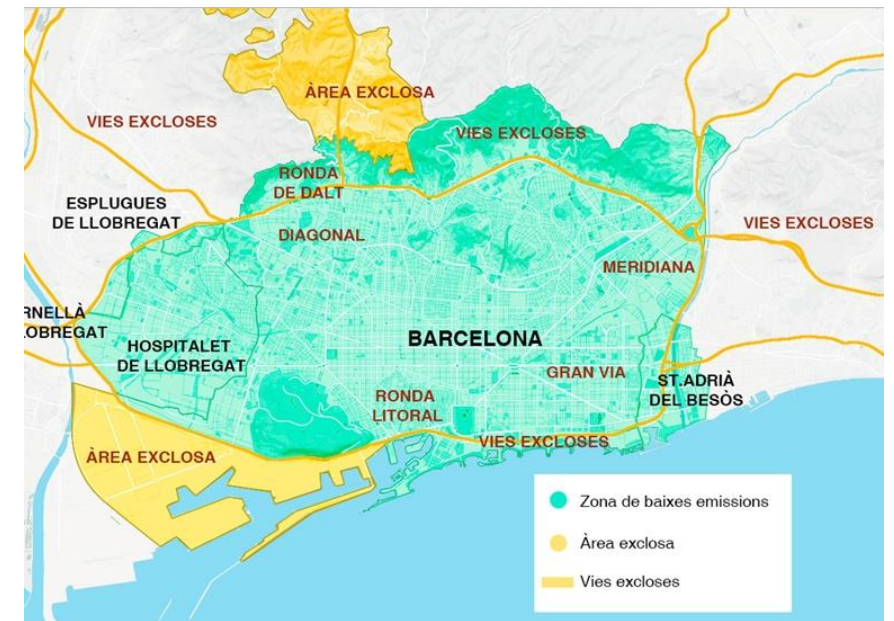 ÀREA EXCLOSA
VIES EXCLOSES
VIES EXCLOSES
RONDA
DE DALT
ESPLUGUES
DE LLOBREGAT
VIES EXCLOSES
DIAGONAL
MERIDIANA
RNELLÀ
LOBREGAT
BARCELONA
HOSPITALET
DE LLOBREGAT
GRAN VIA
ST.ADRIÀ
DEL BESÒS
RONDA
LITORAL
VIES EXCLOSES
ÀREA EXCLOSA
Zona de baixes emissions
Àrea exclosa
Vies excloses